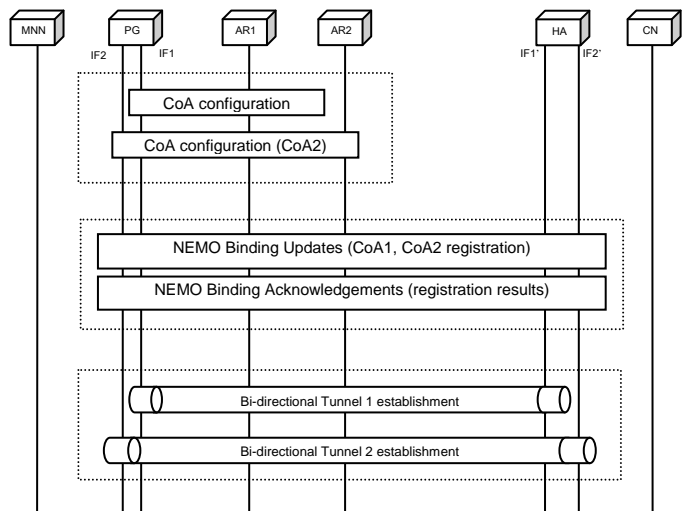 MNN
PG
AR1
AR2
HA
CN
IF2
IF1
IF1'
IF2'
CoA configuration
CoA configuration (CoA2)
NEMO Binding Updates (CoA1, CoA2 registration)
NEMO Binding Acknowledgements (registration results)
Bi-directional Tunnel 1 establishment
Bi-directional Tunnel 2 establishment